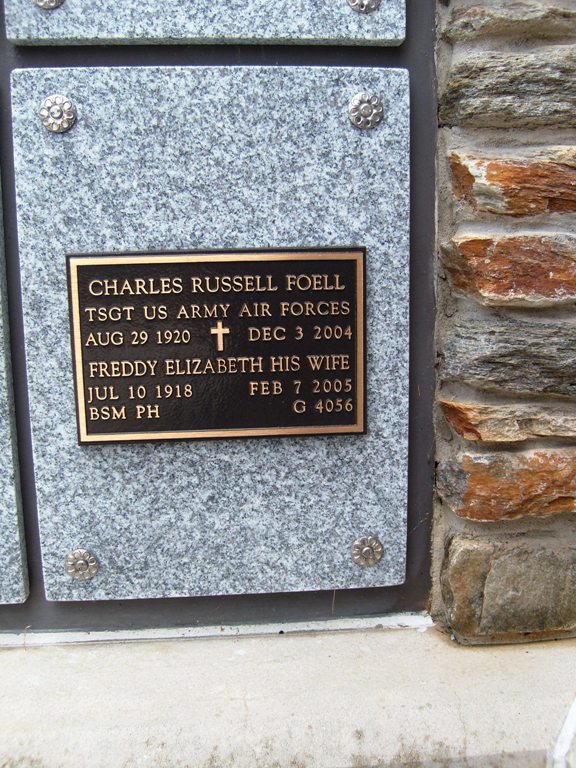 CHARLES RUSSELL FOELL
TSGT US ARMY AIR FORCES
AUG 29 1920 DEC 3 2004
FREDDY ELIZABETH HIS WIFE
JUL 10 1918 FEB 7 2005
BSM PH G 4056